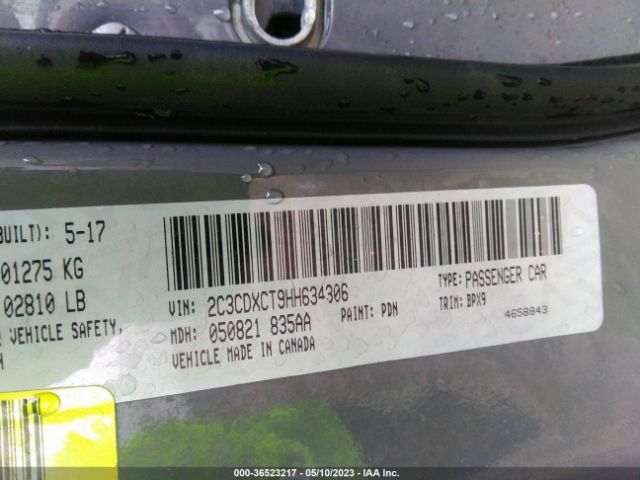 BUILT): 5-17
01275 KG
02810 LB
VEHICLE SAFETY,
VIN: 2C3CDXCT9HH634306
TYPE: PASSENGER CAR
MDH: 050821 835AA
PAINT: PDN
TRIM: BPX9
VEHICLE MADE IN CANADA
4658843
000-36523217 - 05/10/2023 - IAA Inc.